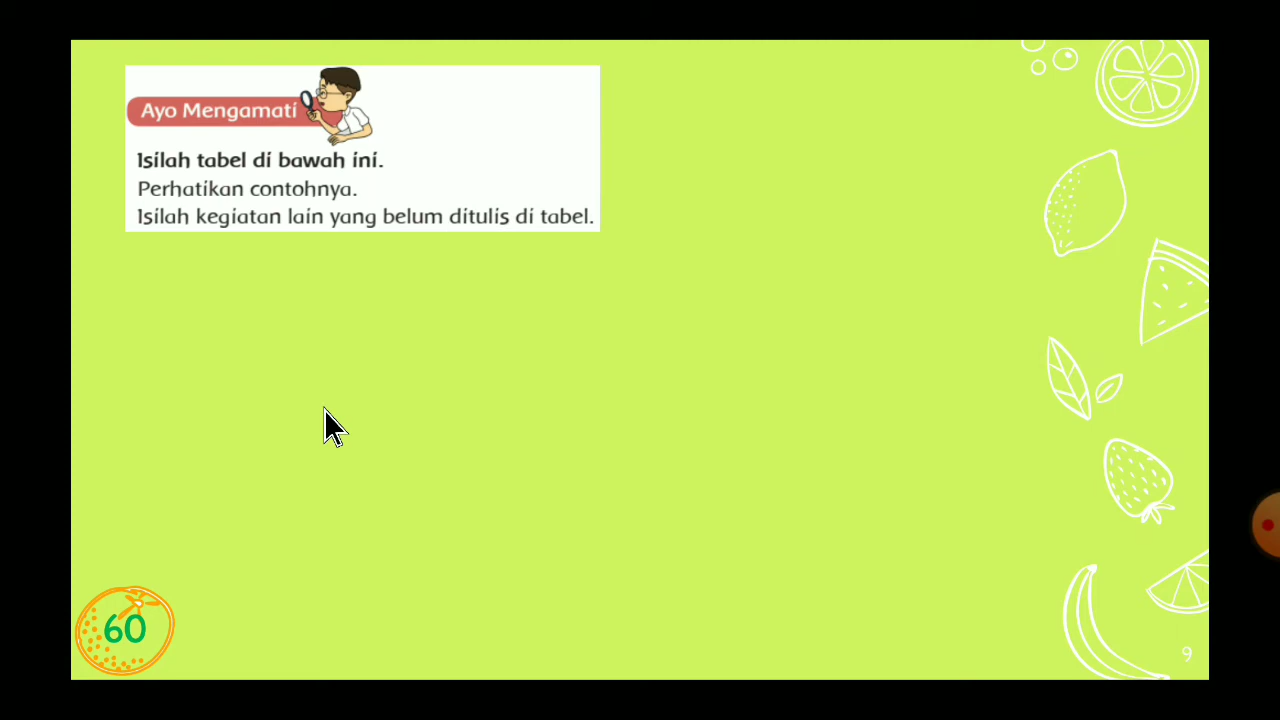 Ayo Mengamati
Isilah tabel di bawah ini.
Perhatikan contohnya.
Isilah kegiatan lain yang belum ditulis di tabel.
60
9